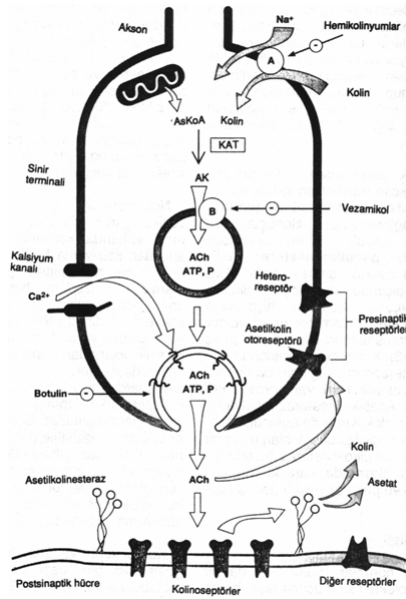 Akson
Na⁺
Hemikolinyumlar
A
Kolin
AsKoA
Kolin
KAT
AK
Sinir
terminali
B
Vezamikol
ACh
ATP, P
Kalsiyum
kanalı
Ca²⁺
Hetero-
reseptör
Presinaptik
reseptörler
Asetilkolin
otoreseptörü
ACh
ATP, P
Botulin
ACh
Kolin
Asetat
Asetilkolinesteraz
Postsinaptik hücre
Kolinoseptörler
Diğer reseptörler